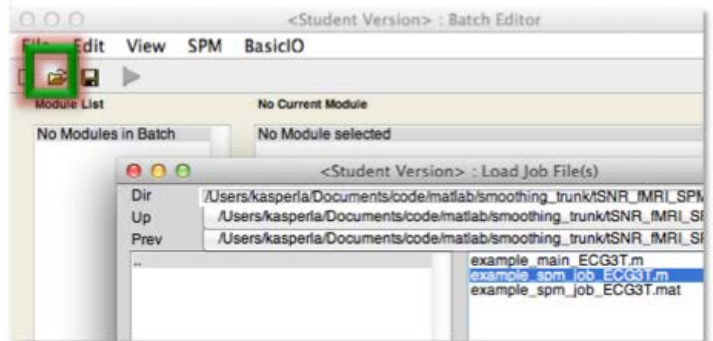 <Student Version> : Batch Editor
File Edit View SPM BasicIO
Module List No Current Module
No Modules in Batch No Module selected
<Student Version> : Load Job File(s)
Dir /Users/kasperla/Documents/code/matlab/smoothing_trunk/tSNR_fMRI_SPM
Up /Users/kasperla/Documents/code/matlab/smoothing_trunk/tSNR_fMRI_SP
Prev /Users/kasperla/Documents/code/matlab/smoothing_trunk/tSNR_fMRI_SP
..
example_main_ECG3T.m
example_spm_job_ECG3T.m
example_spm_job_ECG3T.mat